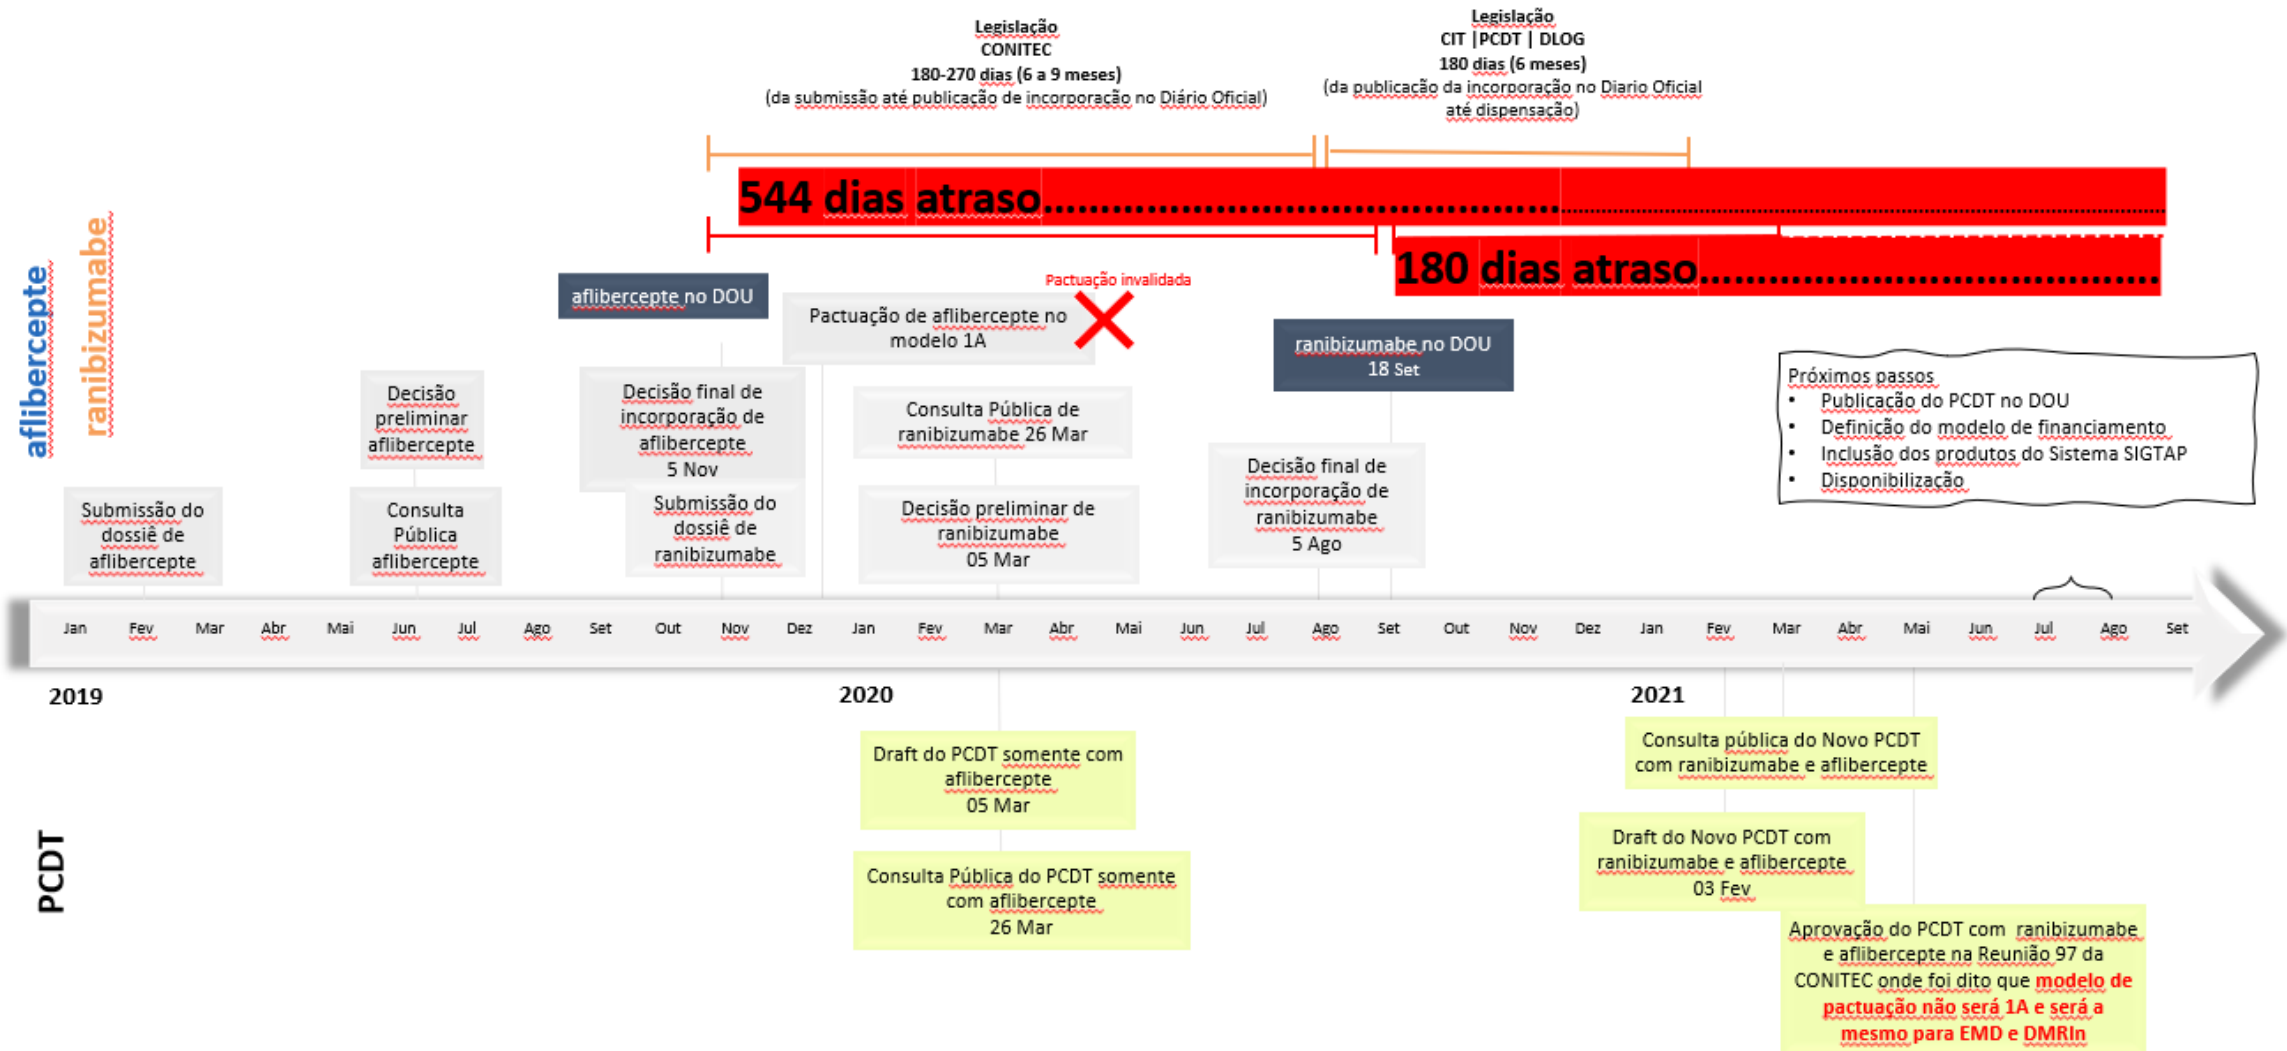 Legislação
CONITEC
180-270 dias (6 a 9 meses)
(da submissão até publicação de incorporação no Diário Oficial)
Legislação
CIT |PCDT | DLOG
180 dias (6 meses)
(da publicação da incorporação no Diario Oficial
até dispensação)
544 dias atraso
180 dias atraso
aflibercepte
ranibizumabe
aflibercepte no DOU
Pactuação invalidada
Pactuação de aflibercepte no
modelo 1A
ranibizumabe no DOU
18 Set
Decisão
preliminar
aflibercepte
Decisão final de
incorporação de
aflibercepte
5 Nov
Consulta Pública de
ranibizumabe 26 Mar
Próximos passos
• Publicação do PCDT no DOU
• Definição do modelo de financiamento
• Inclusão dos produtos do Sistema SIGTAP
• Disponibilização
Submissão do
dossiê de
aflibercepte
Consulta
Pública
aflibercepte
Submissão do
dossiê de
ranibizumabe
Decisão preliminar de
ranibizumabe
05 Mar
Decisão final de
incorporação de
ranibizumabe
5 Ago
Jan Fev Mar Abr Mai Jun Jul Ago Set Out Nov Dez Jan Fev Mar Abr Mai Jun Jul Ago Set Out Nov Dez Jan Fev Mar Abr Mai Jun Jul Ago Set
2019
2020
2021
PCDT
Draft do PCDT somente com
aflibercepte
05 Mar
Consulta Pública do PCDT somente
com aflibercepte
26 Mar
Consulta pública do Novo PCDT
com ranibizumabe e aflibercepte
Draft do Novo PCDT com
ranibizumabe e aflibercepte
03 Fev
Aprovação do PCDT com ranibizumabe
e aflibercepte na Reunião 97 da
CONITEC onde foi dito que modelo de
pactuação não será 1A e será a
mesmo para EMD e DMRIn